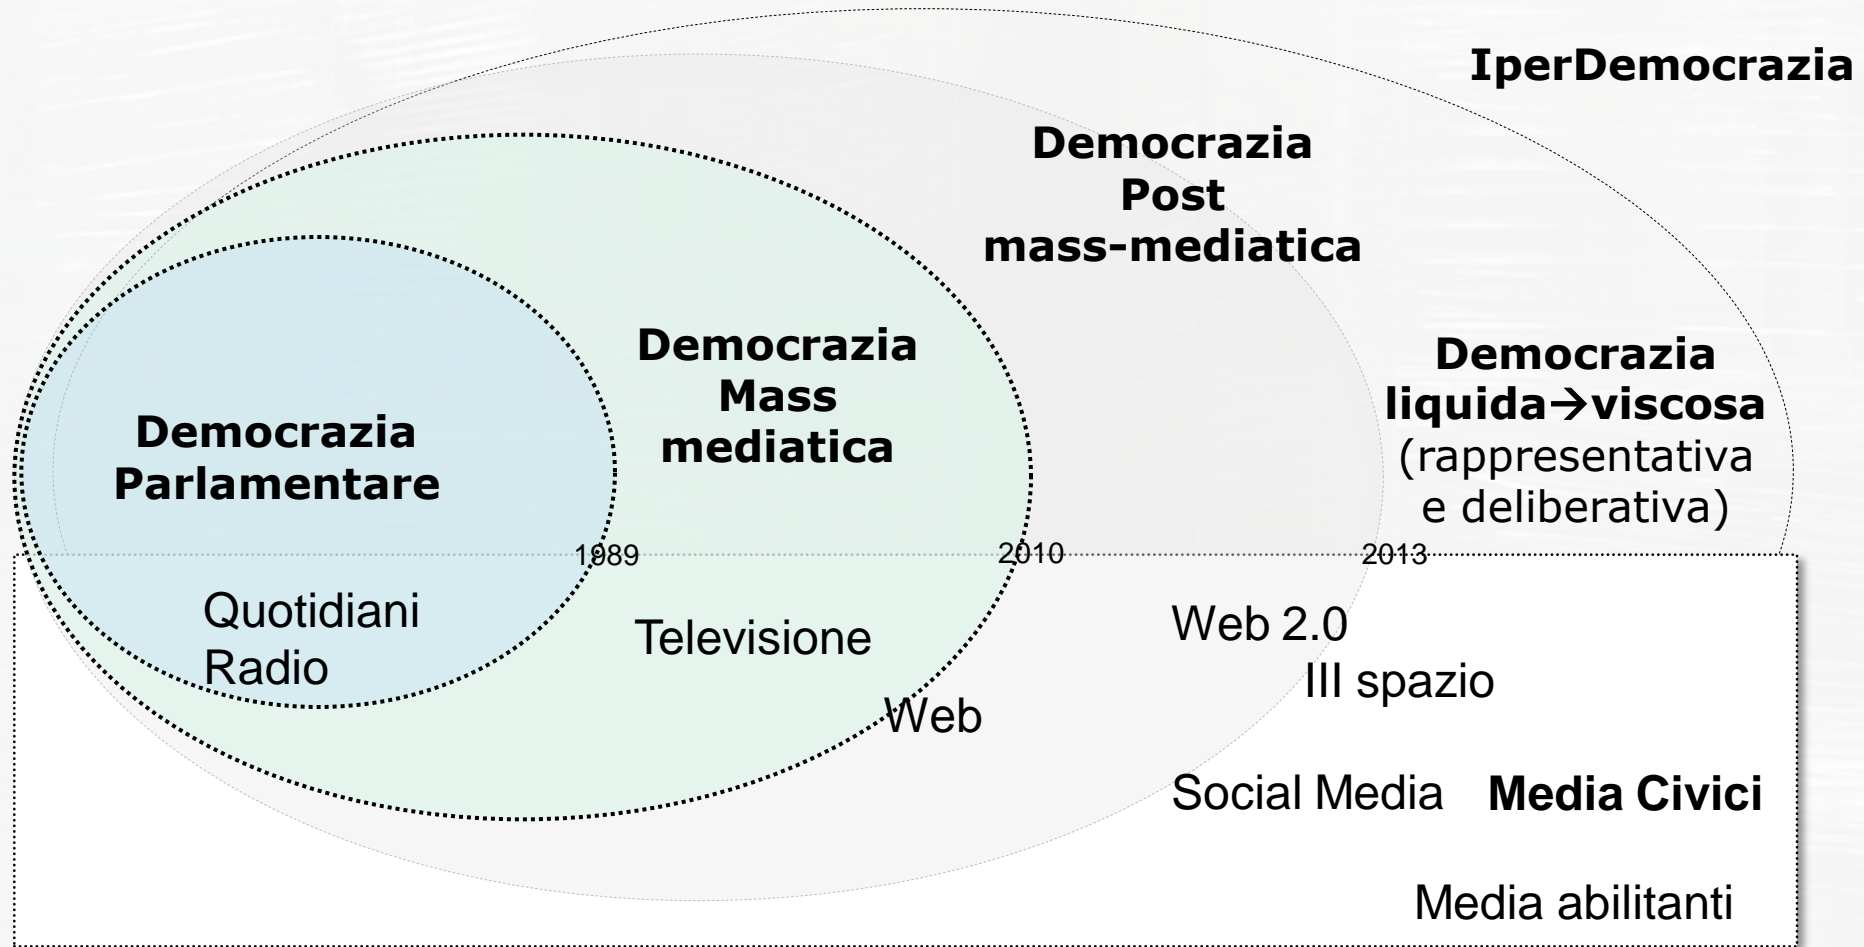 IperDemocrazia
Democrazia
Post
mass-mediatica
Democrazia
Mass
mediatica
Democrazia
liquida→viscosa
(rappresentativa
e deliberativa)
Democrazia
Parlamentare
1989
2010
2013
Quotidiani
Radio
Televisione
Web
Web 2.0
III spazio
Social Media
Media Civici
Media abilitanti